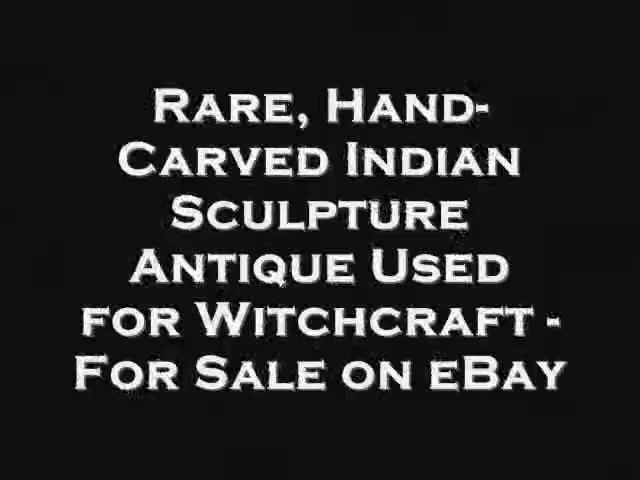 Rare, Hand-
Carved Indian
Sculpture
Antique Used
for Witchcraft -
For Sale on eBay